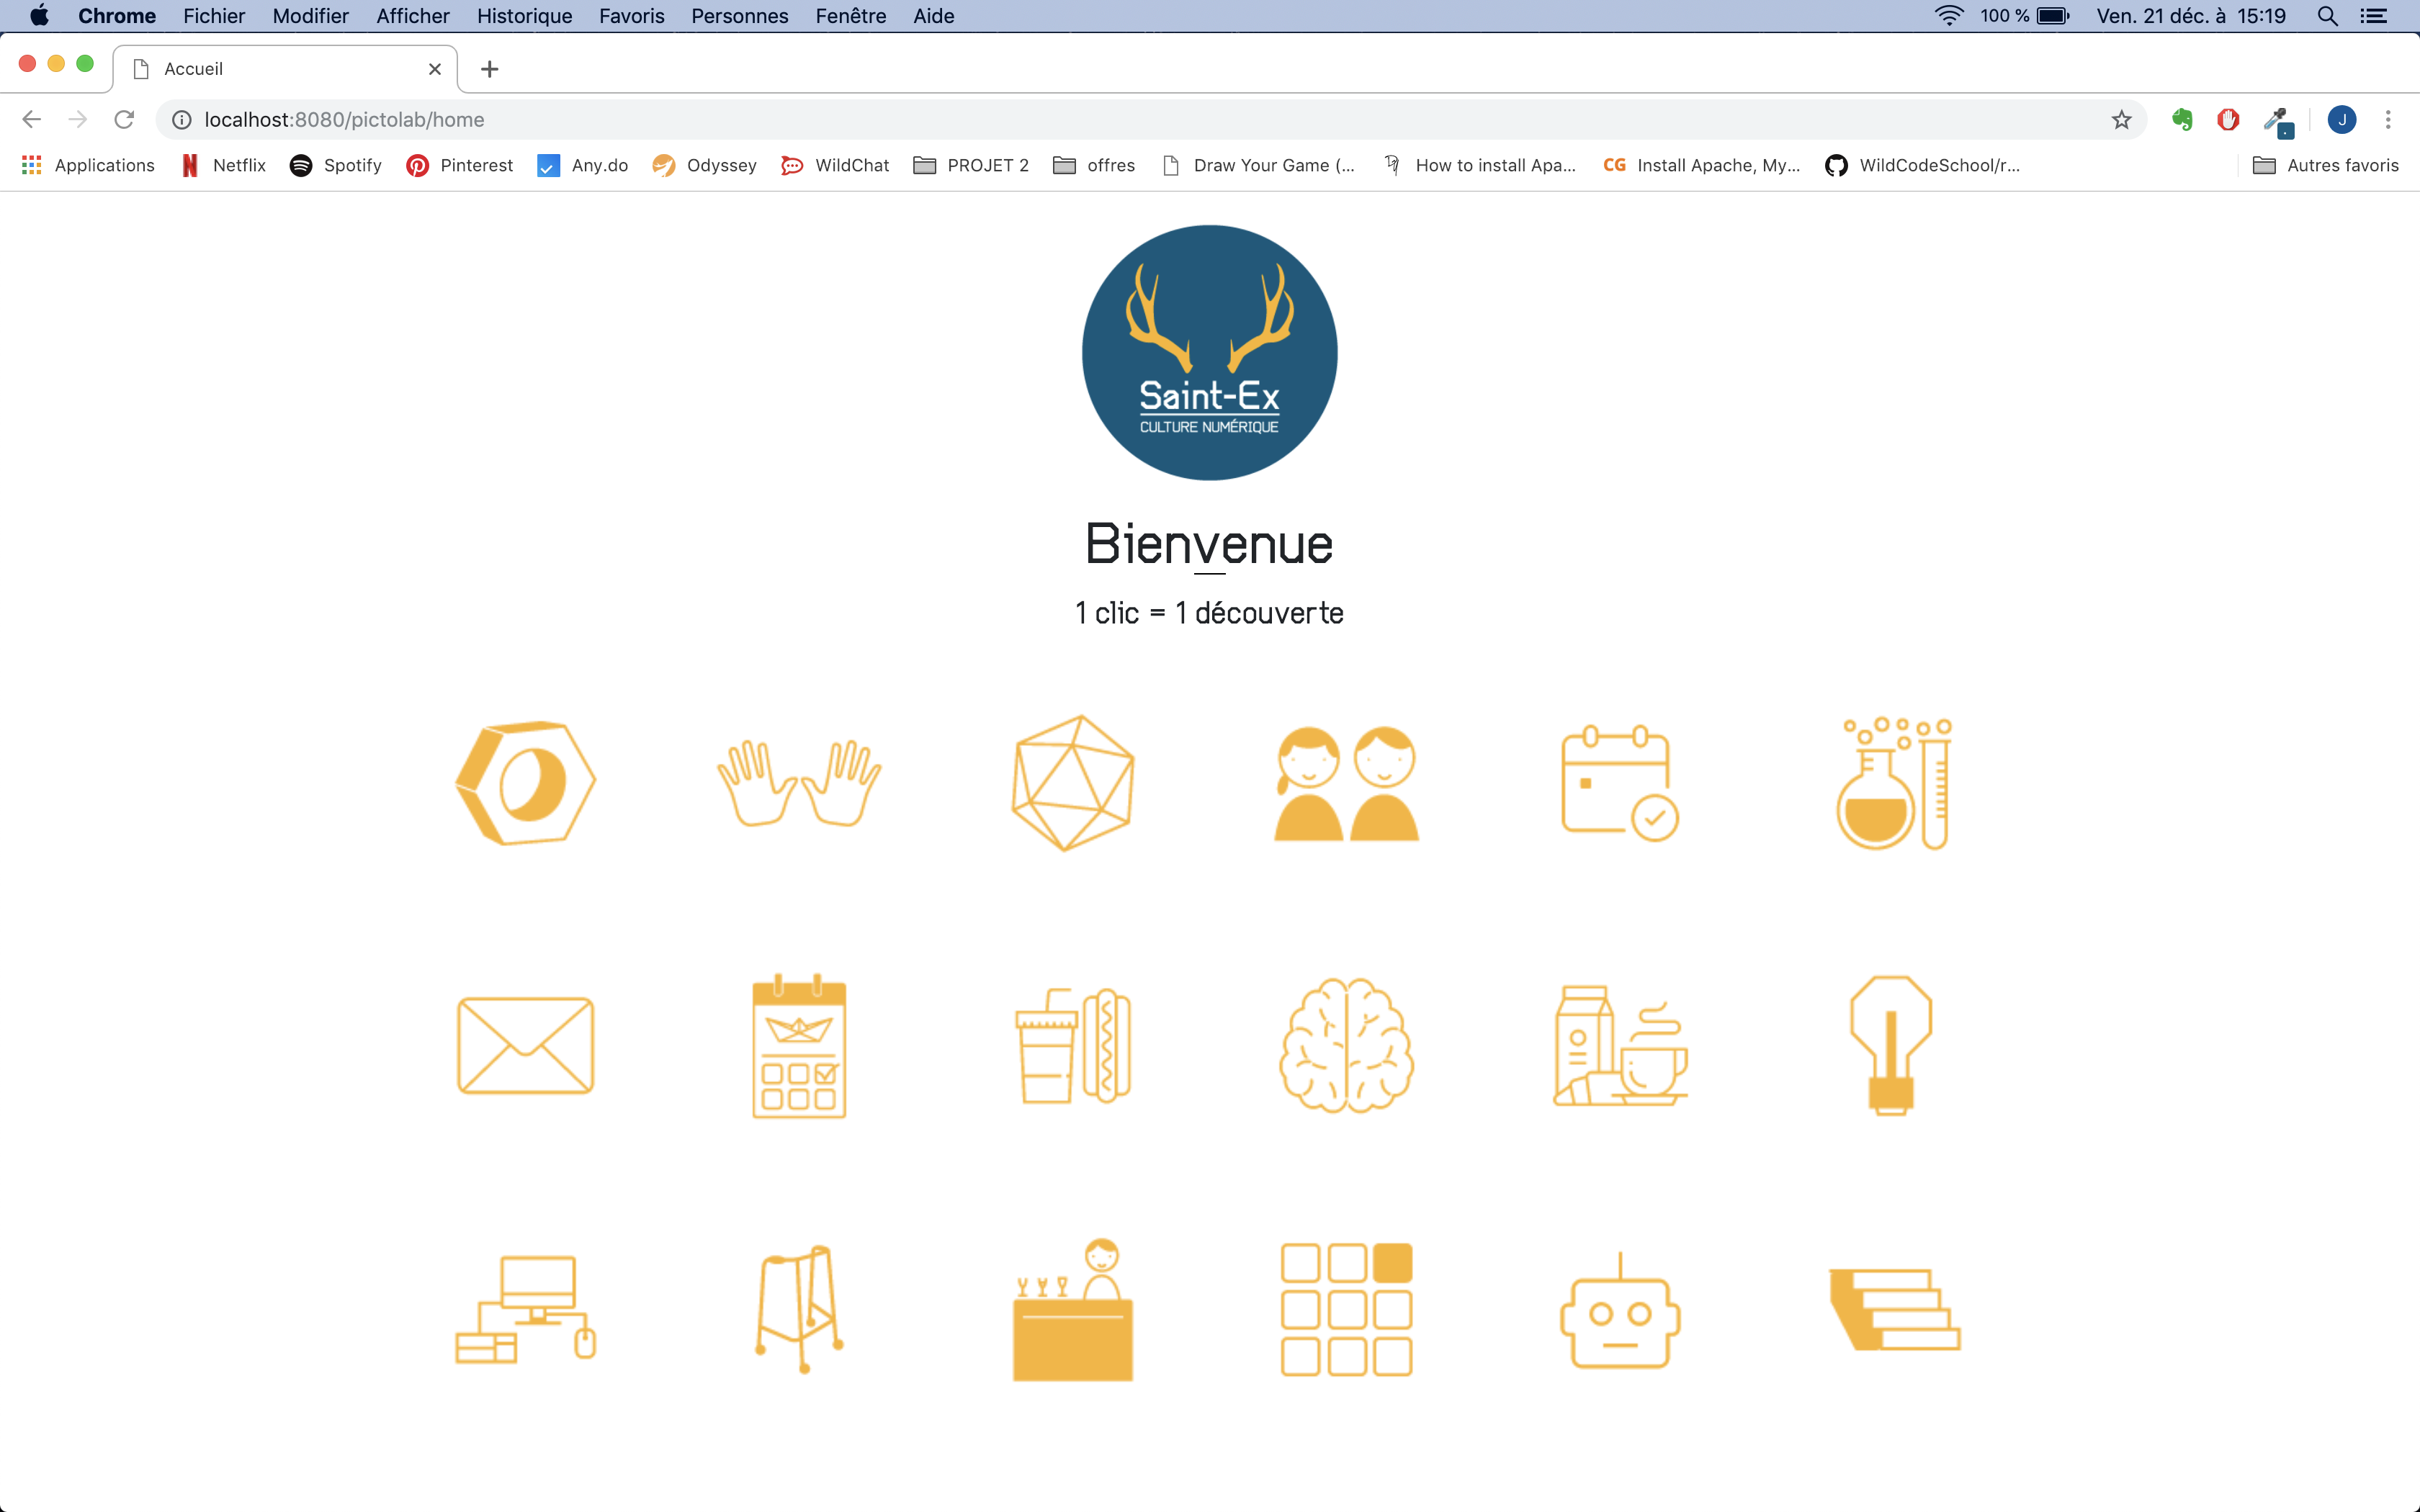 Chrome Fichier Modifier Afficher Historique Favoris Personnes Fenêtre Aide 100 % Ven. 21 déc. à 15:19
Accueil
localhost:8080/pictolab/home J
Applications Netflix Spotify Pinterest Any.do Odyssey WildChat PROJET 2 offres Draw Your Game (... How to install Apa... CG Install Apache, My... WildCodeSchool/r... Autres favoris
Saint-Ex
CULTURE NUMÉRIQUE
Bienvenue
1 clic = 1 découverte